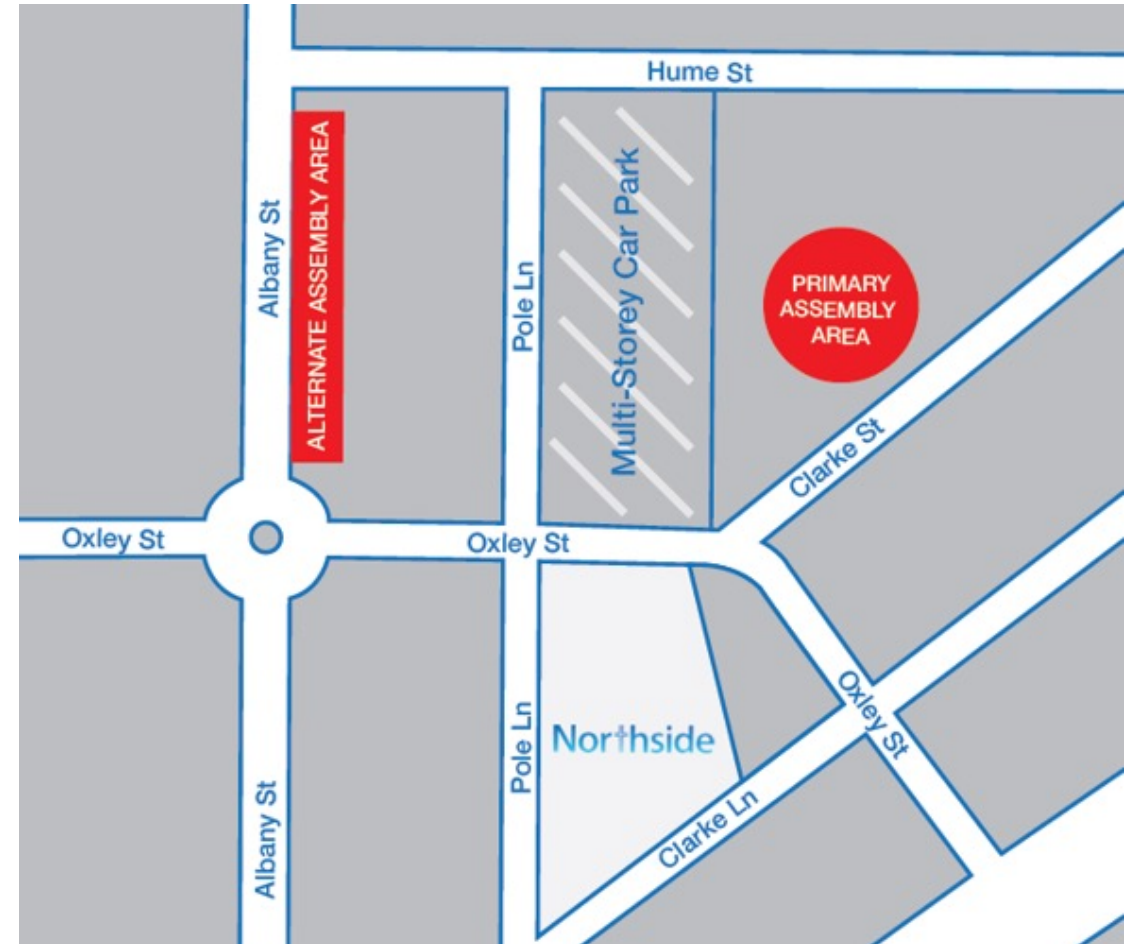 Hume St
Albany St
ALTERNATE ASSEMBLY AREA
Pole Ln
Multi-Storey Car Park
PRIMARY
ASSEMBLY
AREA
Clarke St
Oxley St
Oxley St
Oxley St
Albany St
Pole Ln
Northside
Clarke Ln